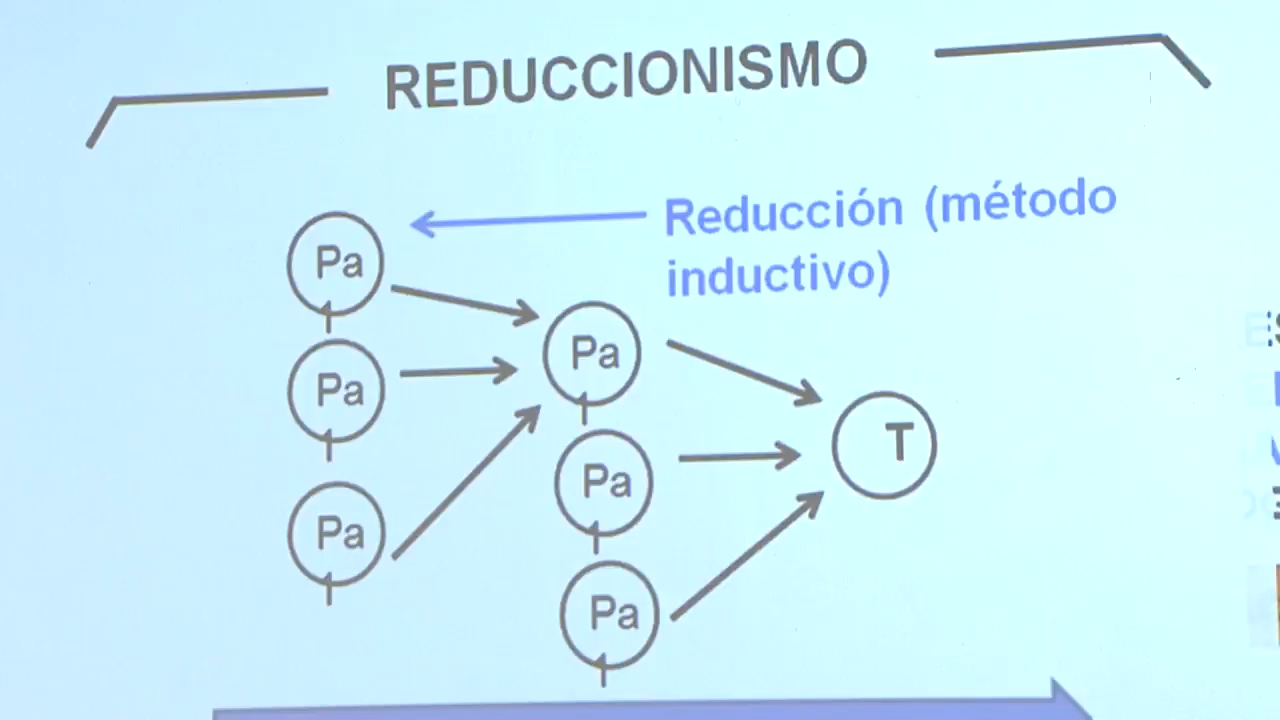 REDUCCIONISMO
Reducción (método
inductivo)
Pa
Pa
Pa
Pa
T
Pa
Pa